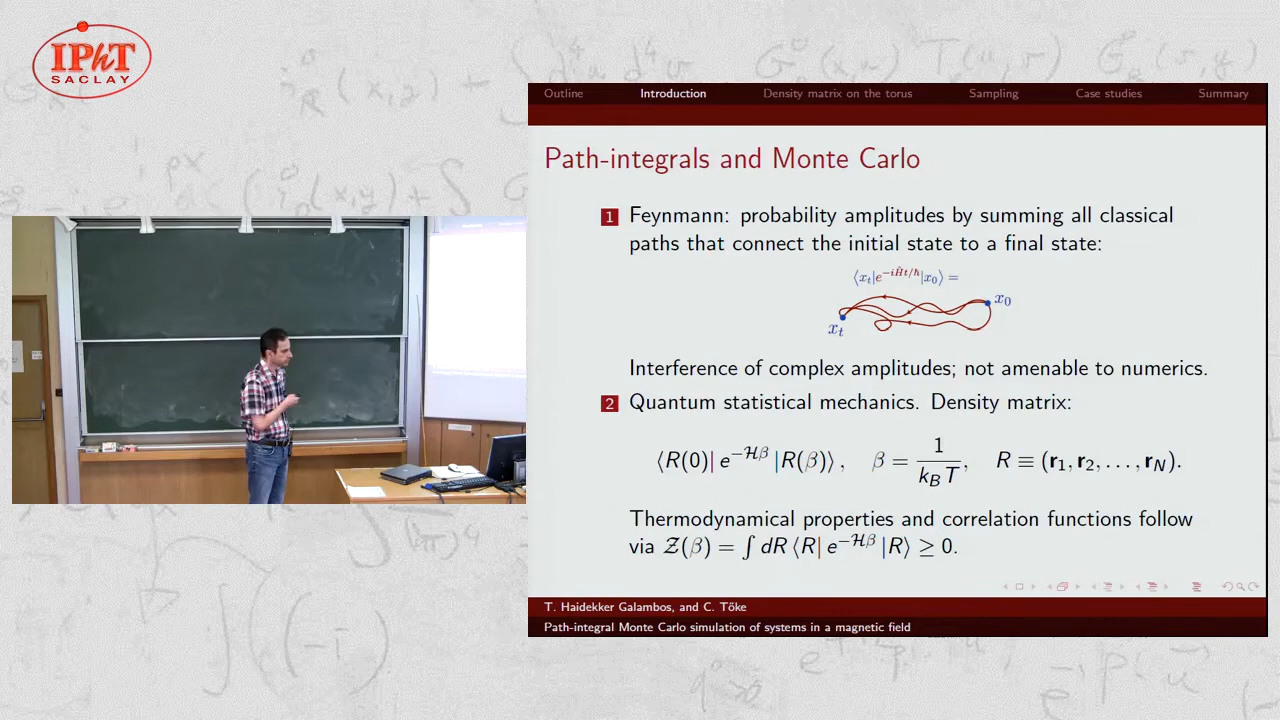 IPhT
SACLAY
Outline Introduction Density matrix on the torus Sampling Case studies Summary
Path-integrals and Monte Carlo
1 Feynmann: probability amplitudes by summing all classical
paths that connect the initial state to a final state:
⟨x_t|e^{-iĤt/ħ}|x_0⟩ =
x_0
x_t
Interference of complex amplitudes; not amenable to numerics.
2 Quantum statistical mechanics. Density matrix:
⟨R(0)| e^{-ℋβ} |R(β)⟩, β = 1/(k_B T), R ≡ (r_1, r_2, . . . , r_N).
Thermodynamical properties and correlation functions follow
via 𝒵(β) = ∫ dR ⟨R| e^{-ℋβ} |R⟩ ≥ 0.
T. Haidekker Galambos, and C. Tőke
Path-integral Monte Carlo simulation of systems in a magnetic field